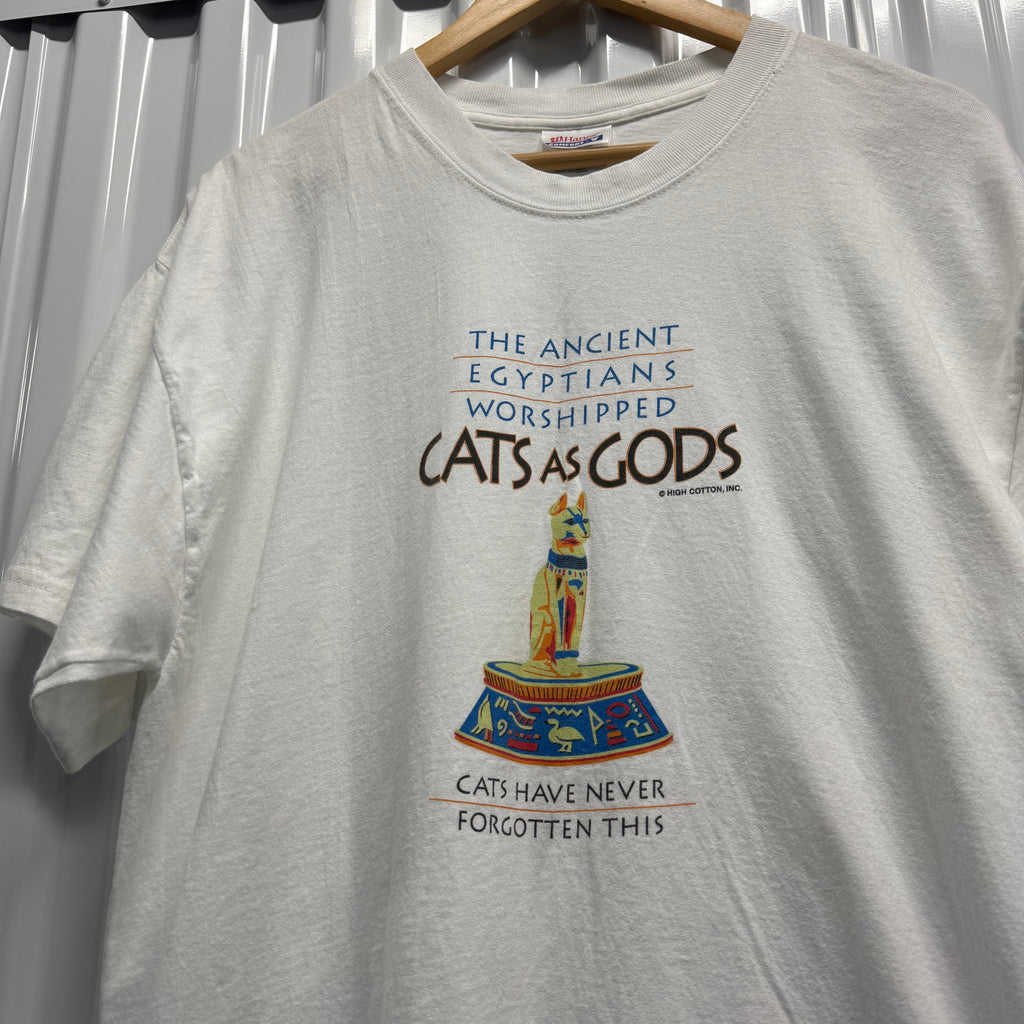 THE ANCIENT
EGYPTIANS
WORSHIPPED
CATS AS GODS
© HIGH COTTON, INC.
CATS HAVE NEVER
FORGOTTEN THIS